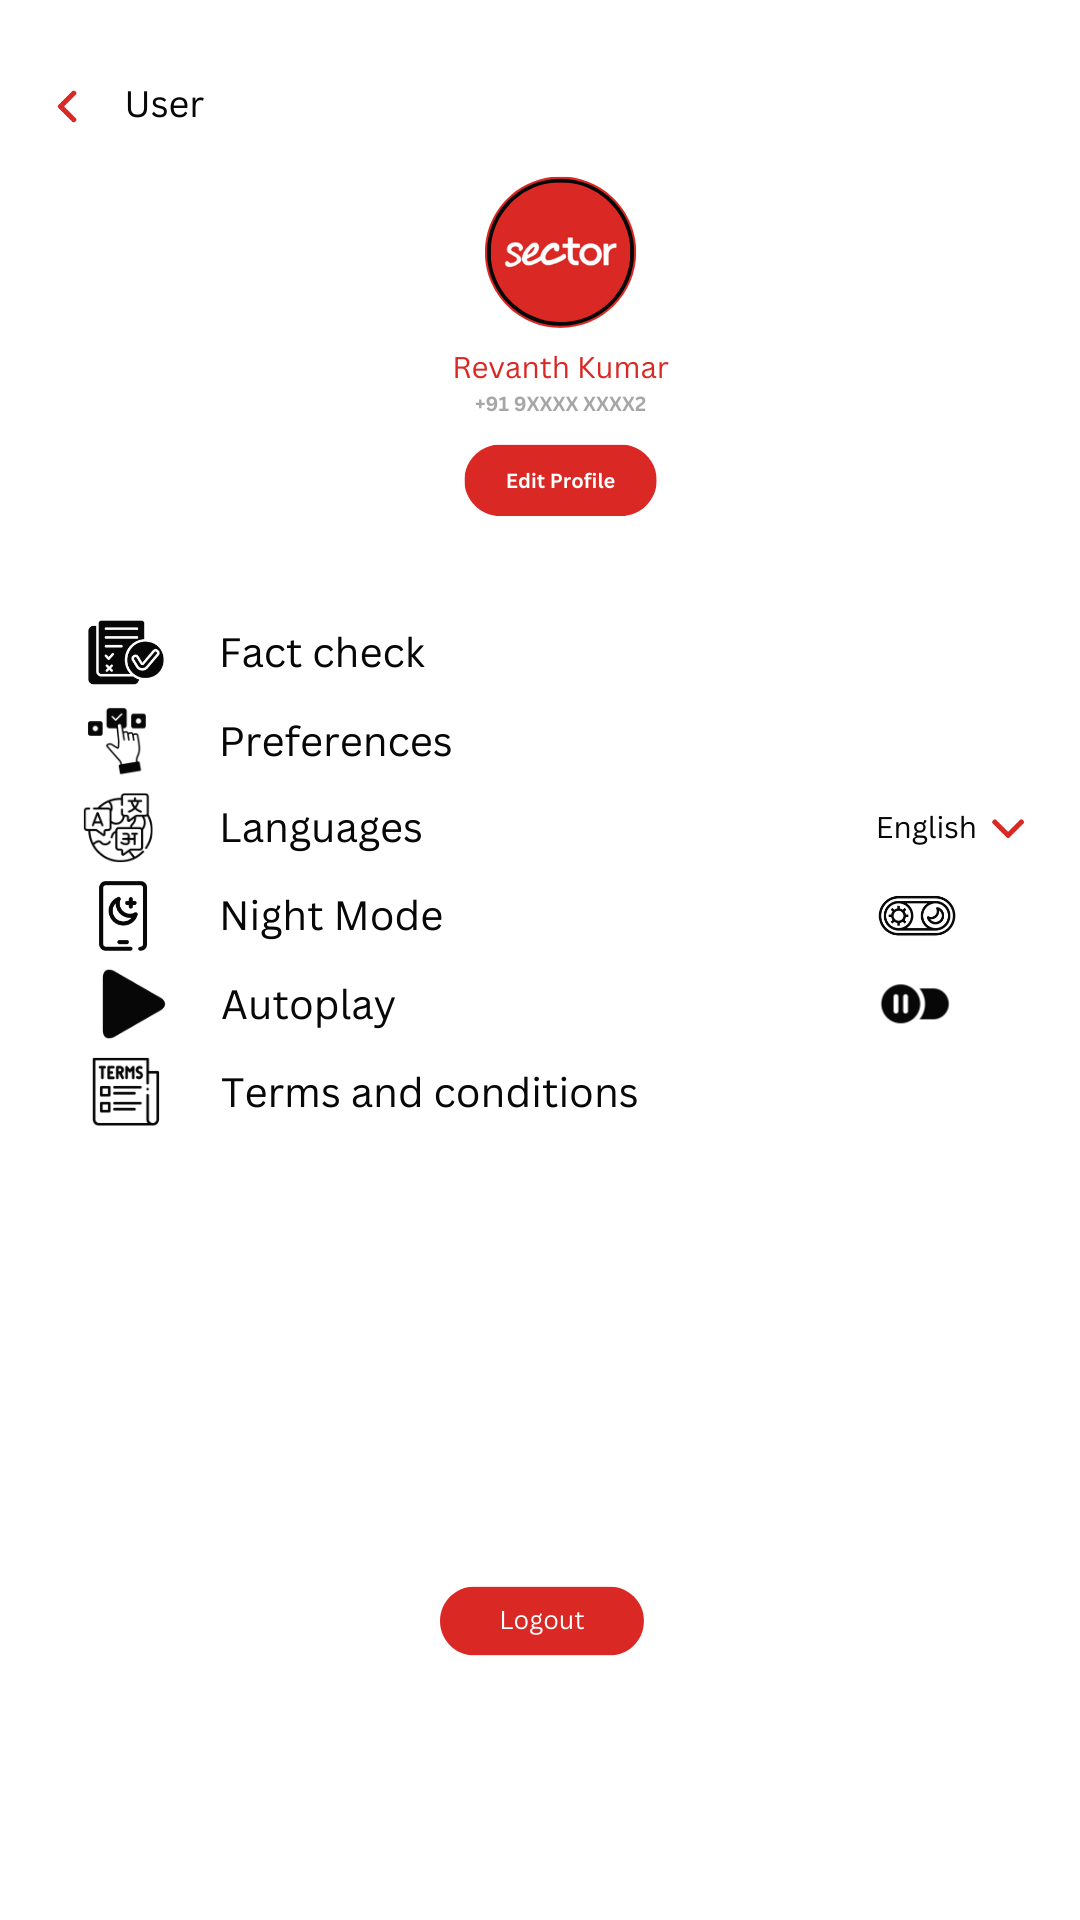 User
sector
Revanth Kumar
+91 9XXXX XXXX2
Edit Profile
Fact check
Preferences
A 文 अ
Languages
English
Night Mode
Autoplay
TERMS
Terms and conditions
Logout